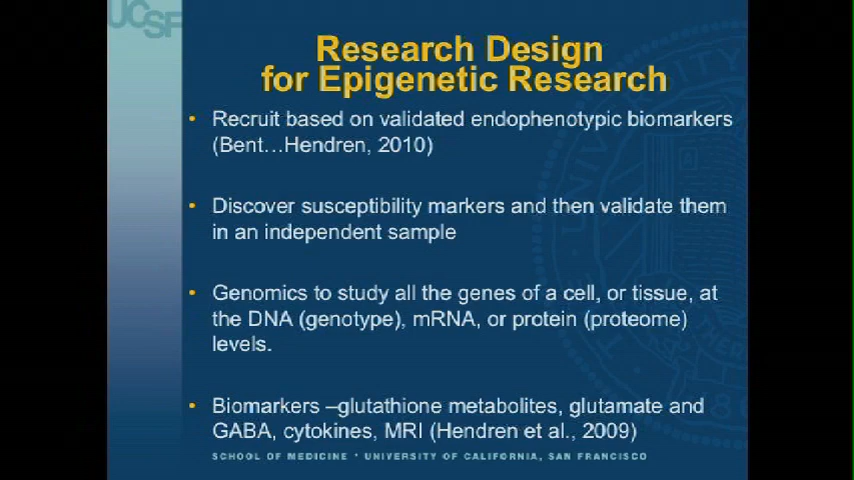 UCSF
Research Design
for Epigenetic Research
• Recruit based on validated endophenotypic biomarkers
(Bent…Hendren, 2010)
• Discover susceptibility markers and then validate them
in an independent sample
• Genomics to study all the genes of a cell, or tissue, at
the DNA (genotype), mRNA, or protein (proteome)
levels.
• Biomarkers –glutathione metabolites, glutamate and
GABA, cytokines, MRI (Hendren et al., 2009)
SCHOOL OF MEDICINE • UNIVERSITY OF CALIFORNIA, SAN FRANCISCO